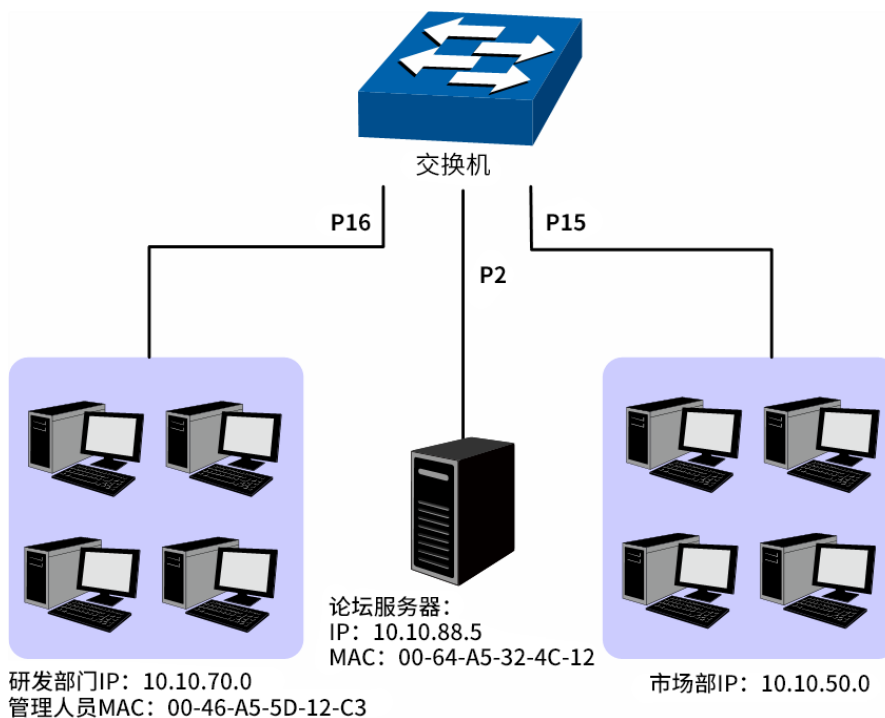 交换机
P16
P15
P2
论坛服务器：
IP：10.10.88.5
MAC：00-64-A5-32-4C-12
研发部门IP：10.10.70.0
管理人员MAC：00-46-A5-5D-12-C3
市场部IP：10.10.50.0